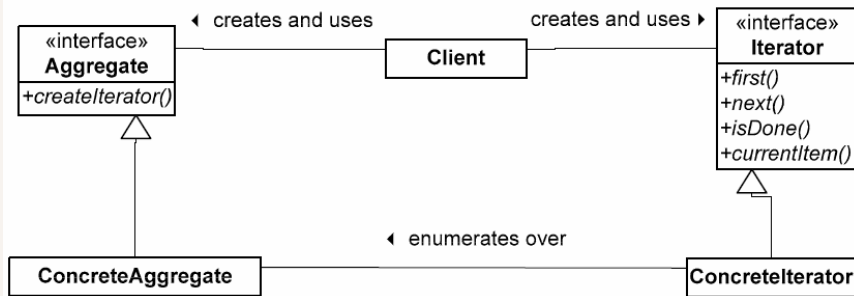 ◂ creates and uses
creates and uses ▸
«interface»
Aggregate
+createIterator()
Client
«interface»
Iterator
+first()
+next()
+isDone()
+currentItem()
◂ enumerates over
ConcreteAggregate
ConcreteIterator